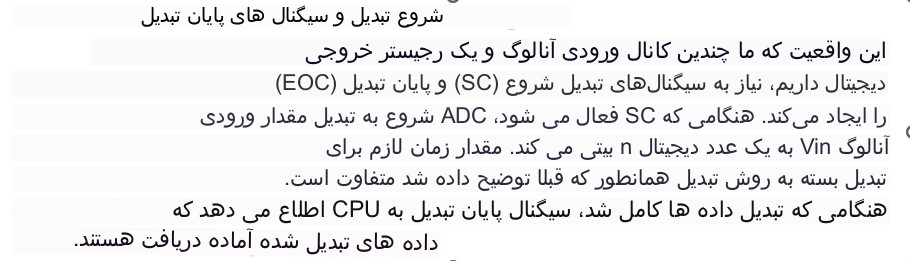 شروع تبدیل و سیگنال های پایان تبدیل
این واقعیت که ما چندین کانال ورودی آنالوگ و یک رجیستر خروجی
دیجیتال داریم، نیاز به سیگنال‌های تبدیل شروع (SC) و پایان تبدیل (EOC)
را ایجاد می‌کند. هنگامی که SC فعال می شود، ADC شروع به تبدیل مقدار ورودی
آنالوگ Vin به یک عدد دیجیتال n بیتی می کند. مقدار زمان لازم برای
تبدیل بسته به روش تبدیل همانطور که قبلا توضیح داده شد متفاوت است.
هنگامی که تبدیل داده ها کامل شد، سیگنال پایان تبدیل به CPU اطلاع می دهد که
داده های تبدیل شده آماده دریافت هستند.